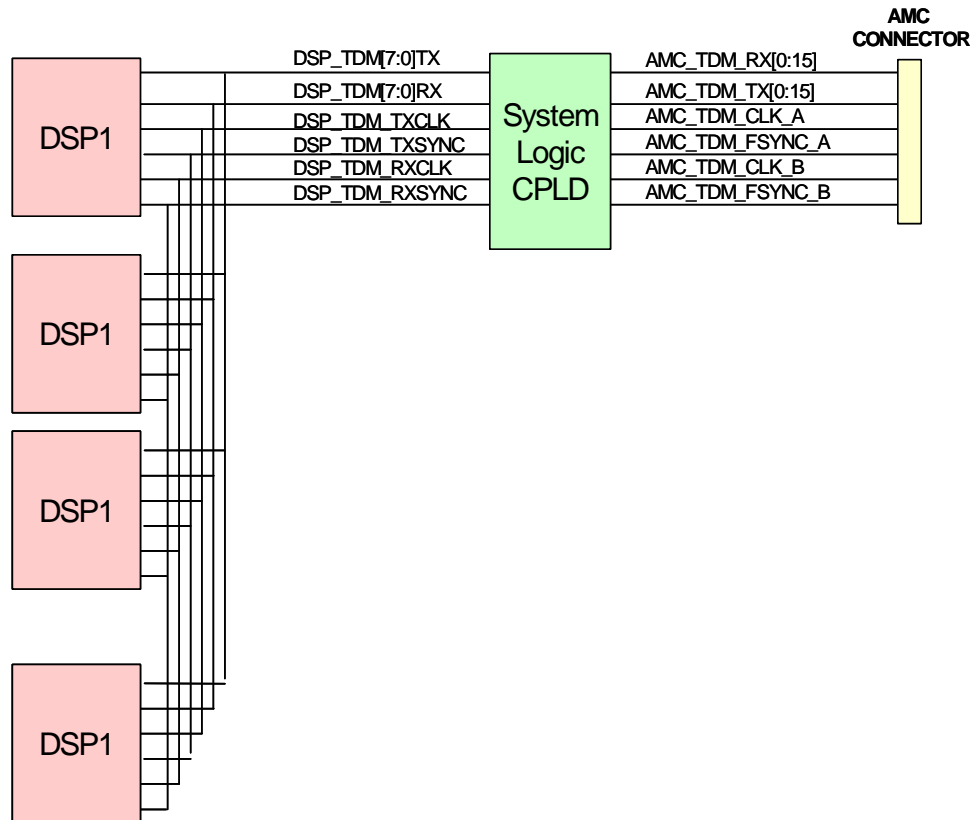 AMC
CONNECTOR
DSP_TDM[7:0]TX
AMC_TDM_RX[0:15]
DSP_TDM[7:0]RX
AMC_TDM_TX[0:15]
DSP1
DSP_TDM_TXCLK
System
Logic
CPLD
AMC_TDM_CLK_A
DSP_TDM_TXSYNC
AMC_TDM_FSYNC_A
DSP_TDM_RXCLK
AMC_TDM_CLK_B
DSP_TDM_RXSYNC
AMC_TDM_FSYNC_B
DSP1
DSP1
DSP1